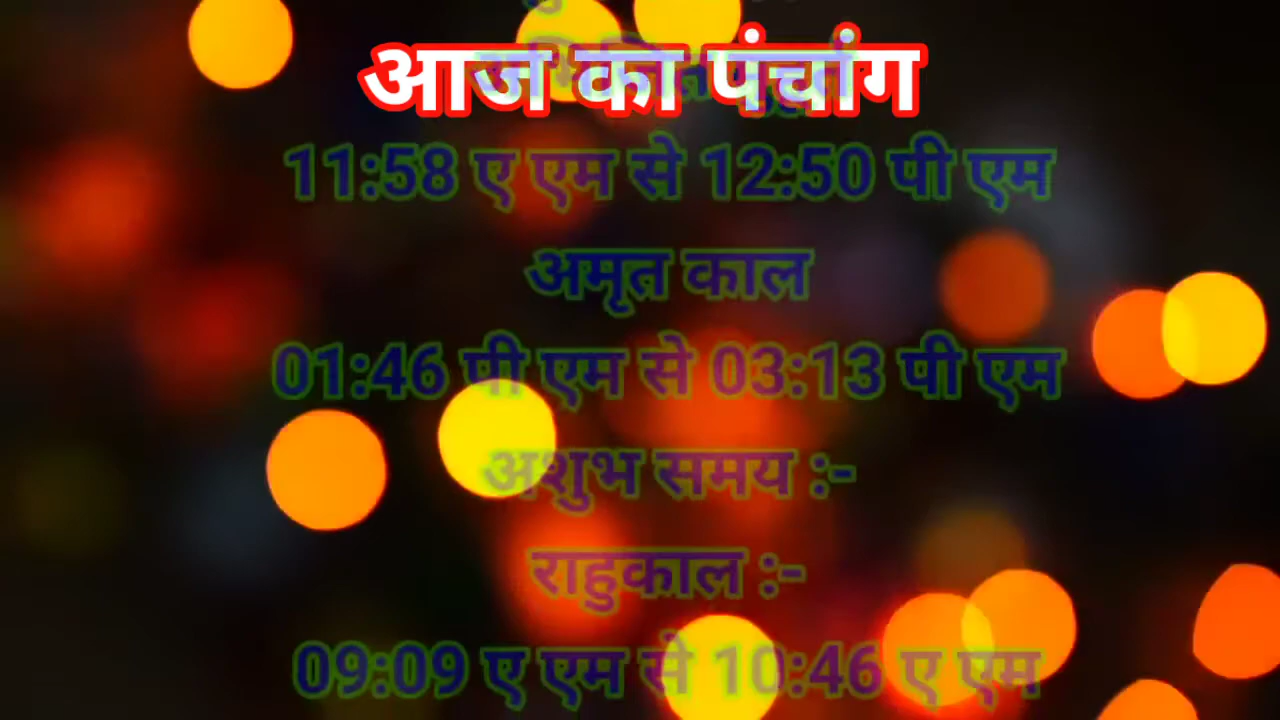 आज का पंचांग
11:58 ए एम से 12:50 पी एम
अमृत काल
01:46 पी एम से 03:13 पी एम
अशुभ समय :-
राहुकाल :-
09:09 ए एम से 10:46 ए एम